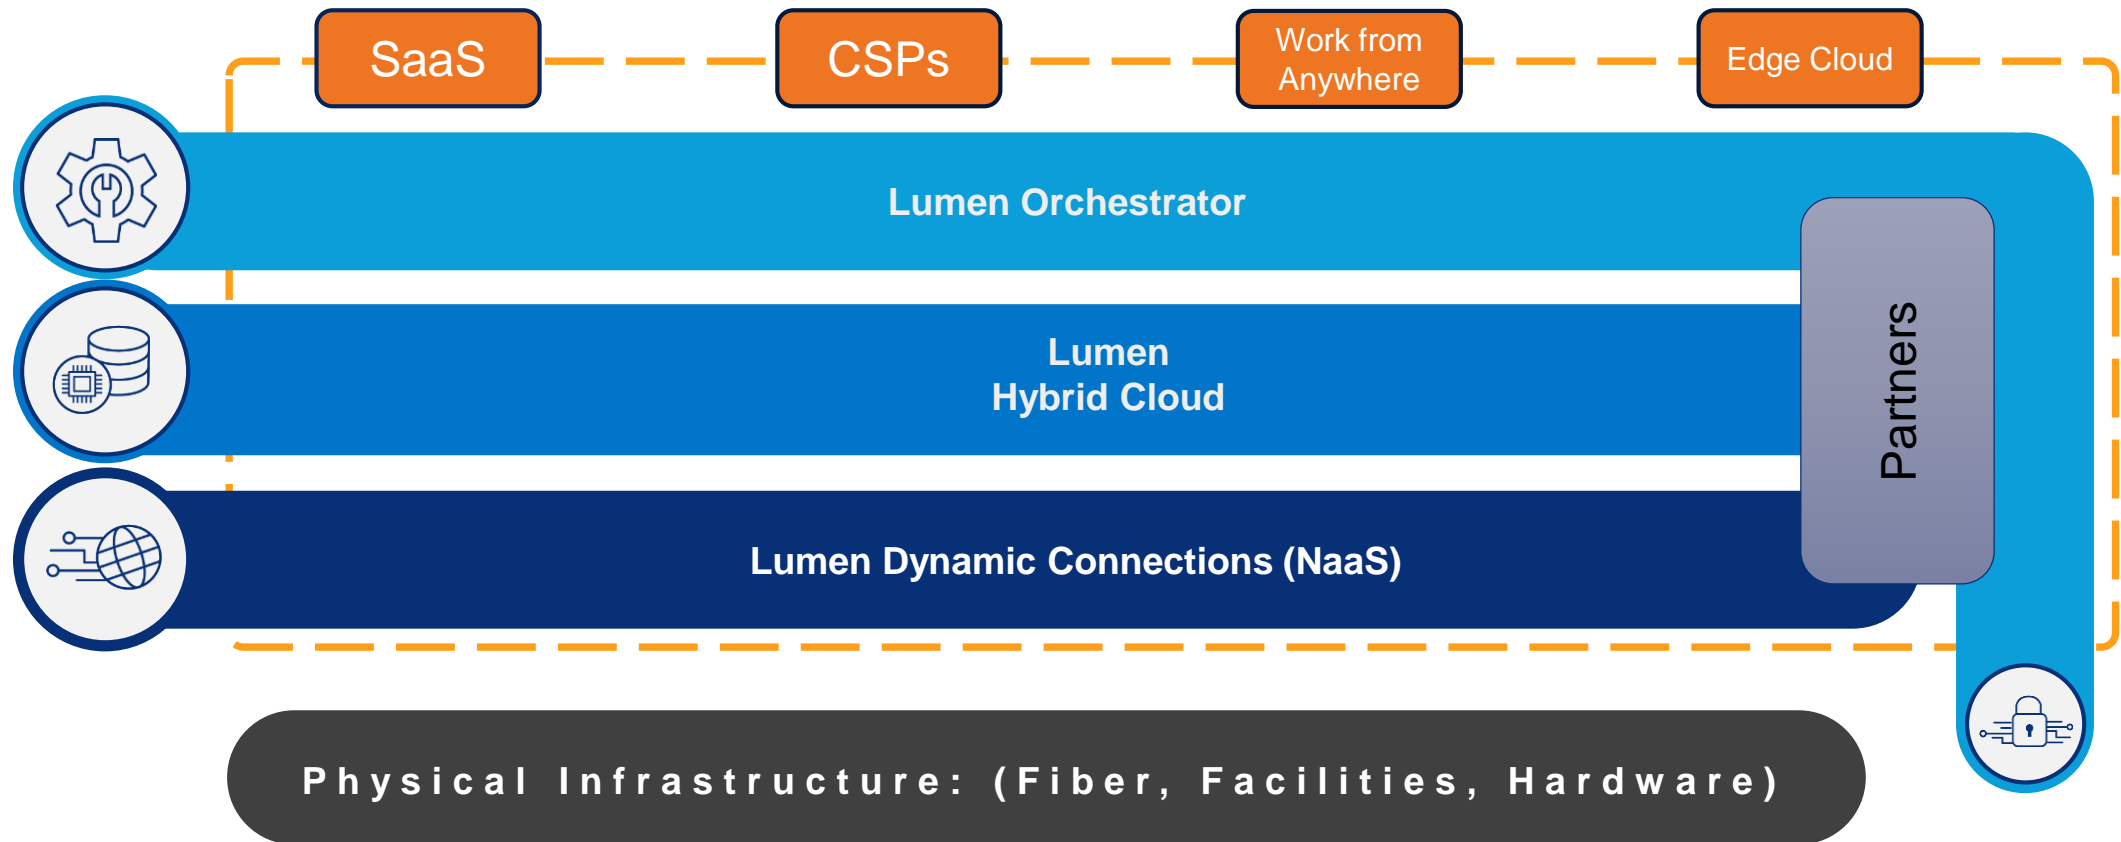 SaaS
CSPs
Work from
Anywhere
Edge Cloud
Lumen Orchestrator
Lumen
Hybrid Cloud
Partners
Lumen Dynamic Connections (NaaS)
Physical Infrastructure: (Fiber, Facilities, Hardware)